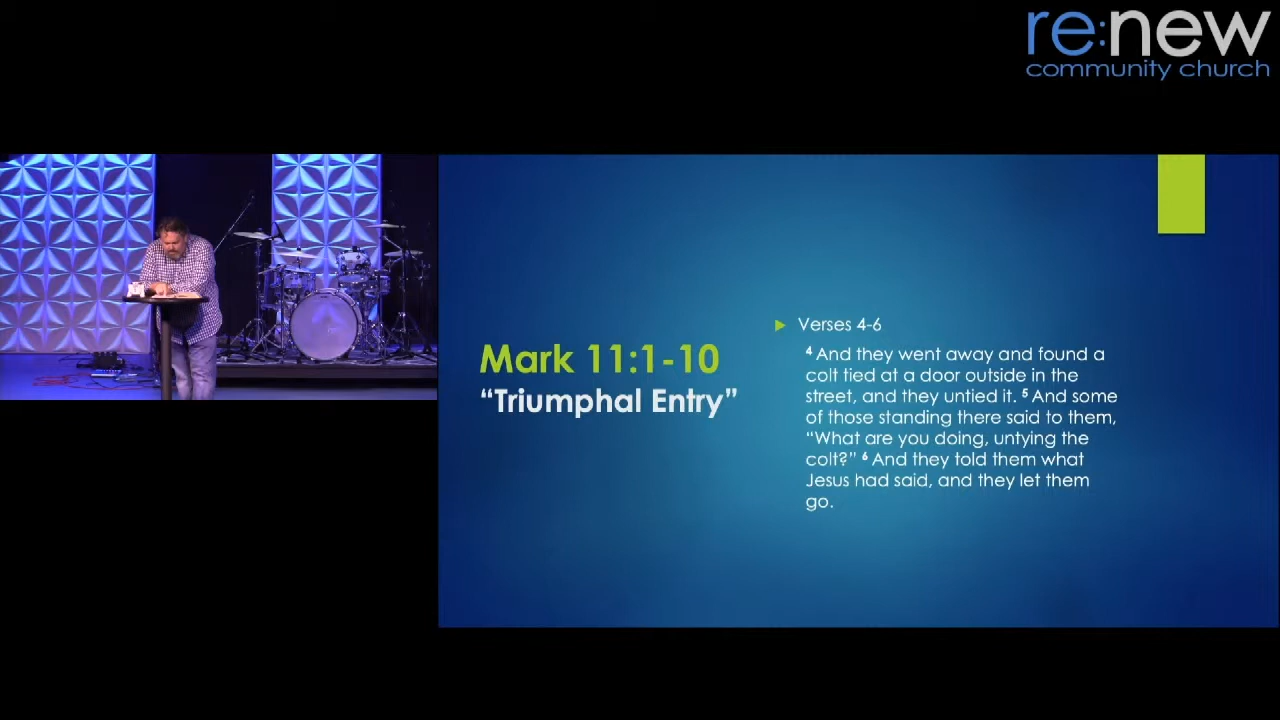 re:new
community church
Mark 11:1-10
“Triumphal Entry”
Verses 4-6
⁴ And they went away and found a
colt tied at a door outside in the
street, and they untied it. ⁵ And some
of those standing there said to them,
“What are you doing, untying the
colt?” ⁶ And they told them what
Jesus had said, and they let them
go.